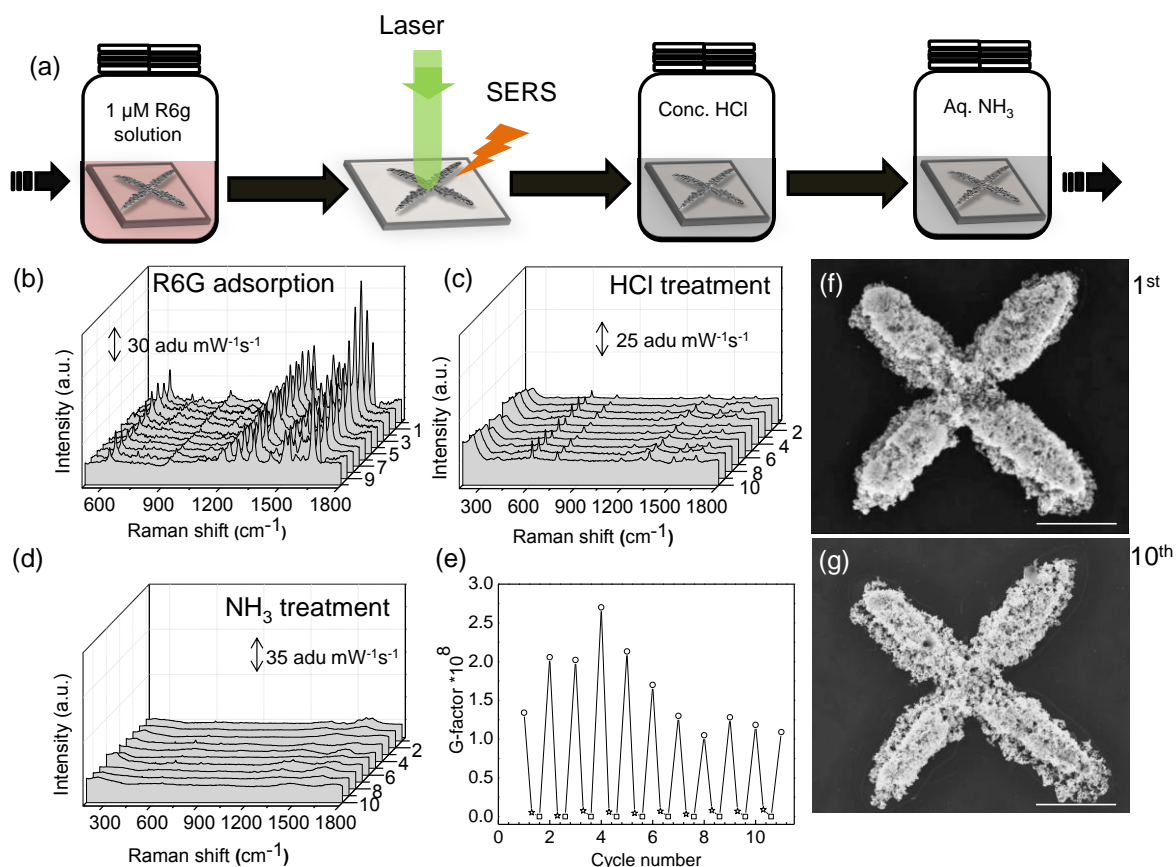 (a)
Laser
SERS
1 µM R6g
solution
Conc. HCl
Aq. NH₃
(b)
R6G adsorption
30 adu mW⁻¹s⁻¹
Intensity (a.u.)
1
3
5
7
9
600 900 1200 1500 1800
Raman shift (cm⁻¹)
(c)
HCl treatment
25 adu mW⁻¹s⁻¹
Intensity (a.u.)
2
4
6
8
10
300 600 900 1200 1500 1800
Raman shift (cm⁻¹)
(d)
NH₃ treatment
35 adu mW⁻¹s⁻¹
Intensity (a.u.)
2
4
6
8
10
300 600 900 1200 1500 1800
Raman shift (cm⁻¹)
(e)
G-factor *10⁸
3.0
2.5
2.0
1.5
1.0
0.5
0.0
0 2 4 6 8 10
Cycle number
(f)
1ˢᵗ
(g)
10ᵗʰ